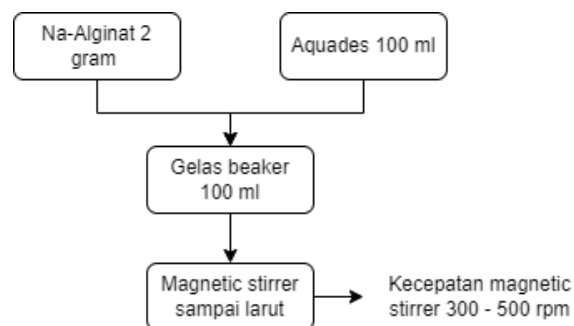 Na-Alginat 2
gram
Aquades 100 ml
Gelas beaker
100 ml
Magnetic stirrer
sampai larut
Kecepatan magnetic
stirrer 300 - 500 rpm